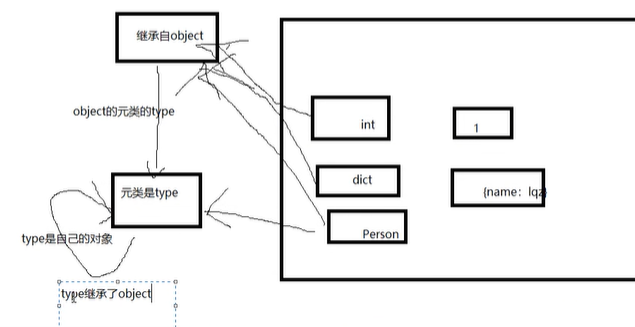 继承自object
object的元类的type
int
1
元类是type
dict
{name：lqz}
Person
type是自己的对象
type继承了object